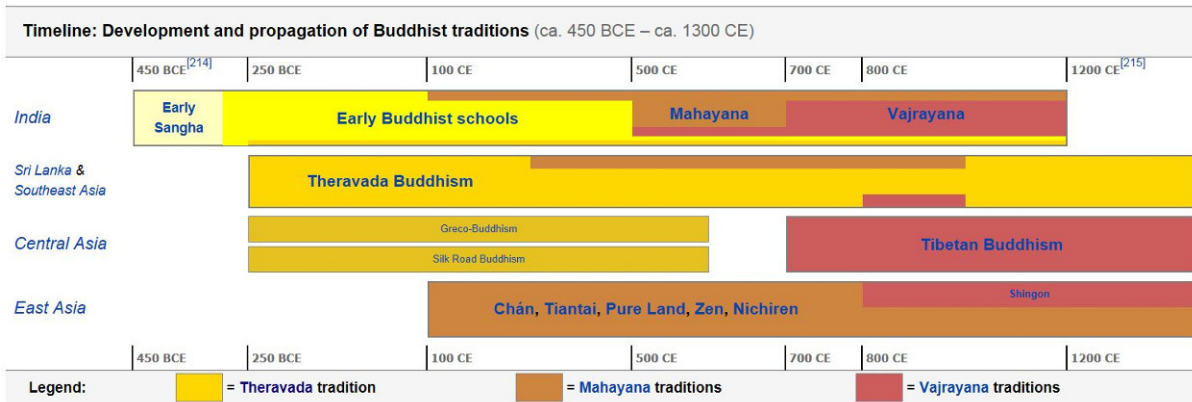 Timeline: Development and propagation of Buddhist traditions (ca. 450 BCE – ca. 1300 CE)
450 BCE[214] 250 BCE 100 CE 500 CE 700 CE 800 CE 1200 CE[215]
India
Early
Sangha
Early Buddhist schools
Mahayana
Vajrayana
Sri Lanka &
Southeast Asia
Theravada Buddhism
Central Asia
Greco-Buddhism
Silk Road Buddhism
Tibetan Buddhism
East Asia
Chán, Tiantai, Pure Land, Zen, Nichiren
Shingon
450 BCE 250 BCE 100 CE 500 CE 700 CE 800 CE 1200 CE
Legend: = Theravada tradition = Mahayana traditions = Vajrayana traditions